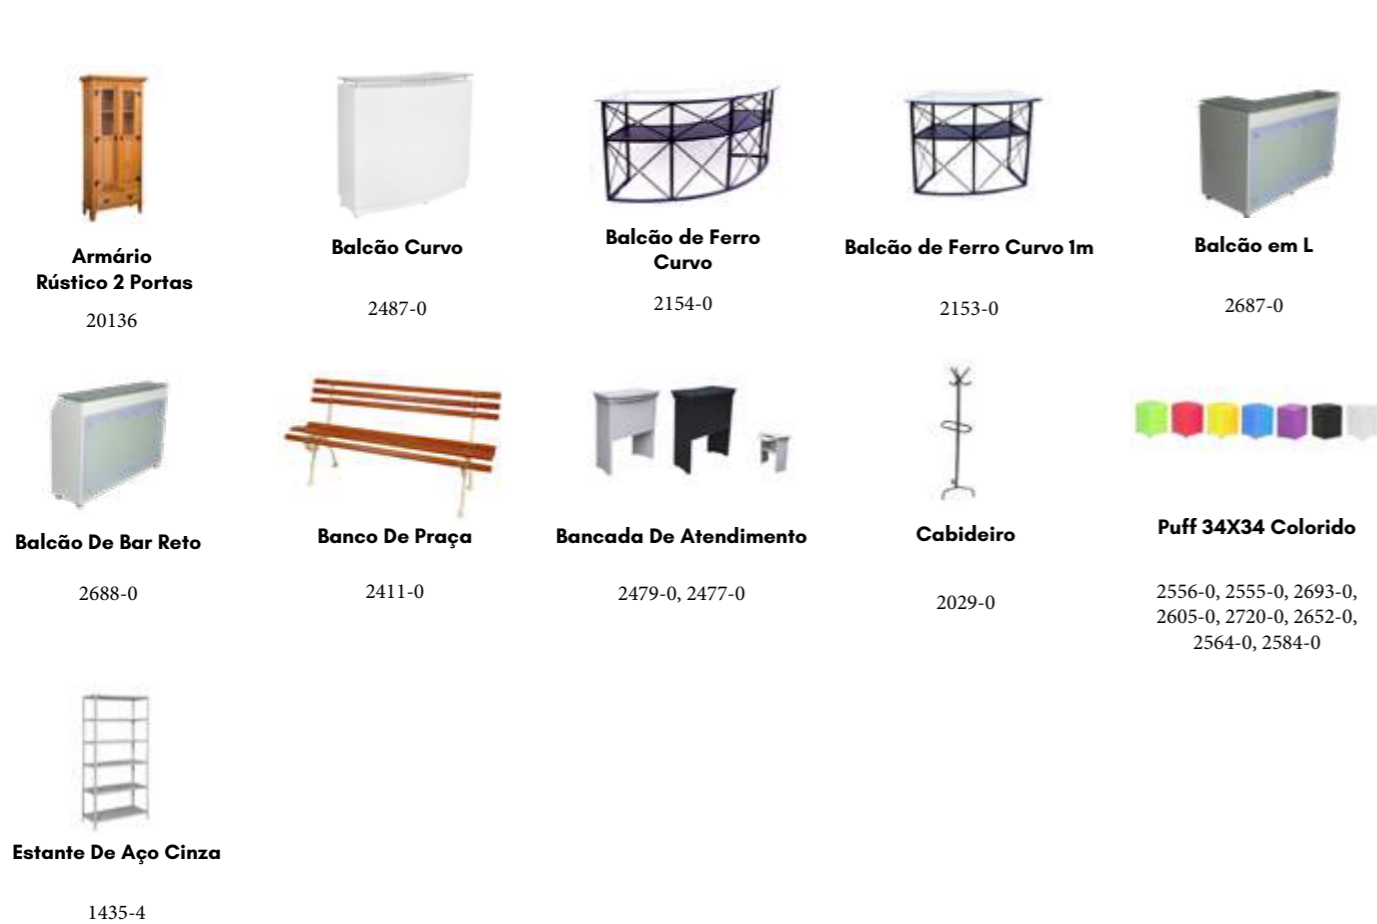 Armário
Rústico 2 Portas
20136
Balcão Curvo
2487-0
Balcão de Ferro
Curvo
2154-0
Balcão de Ferro Curvo 1m
2153-0
Balcão em L
2687-0
Balcão De Bar Reto
2688-0
Banco De Praça
2411-0
Bancada De Atendimento
2479-0, 2477-0
Cabideiro
2029-0
Puff 34X34 Colorido
2556-0, 2555-0, 2693-0,
2605-0, 2720-0, 2652-0,
2564-0, 2584-0
Estante De Aço Cinza
1435-4